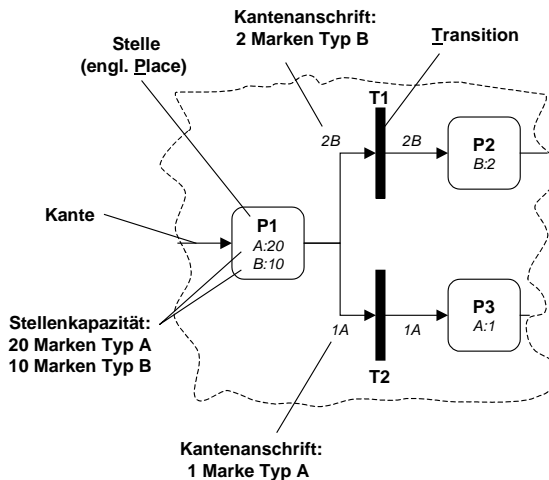 Kantenanschrift:
2 Marken Typ B
Stelle
(engl. Place)
Transition
T1
2B
2B
P2
B:2
Kante
P1
A:20
B:10
Stellenkapazität:
20 Marken Typ A
10 Marken Typ B
1A
1A
P3
A:1
T2
Kantenanschrift:
1 Marke Typ A